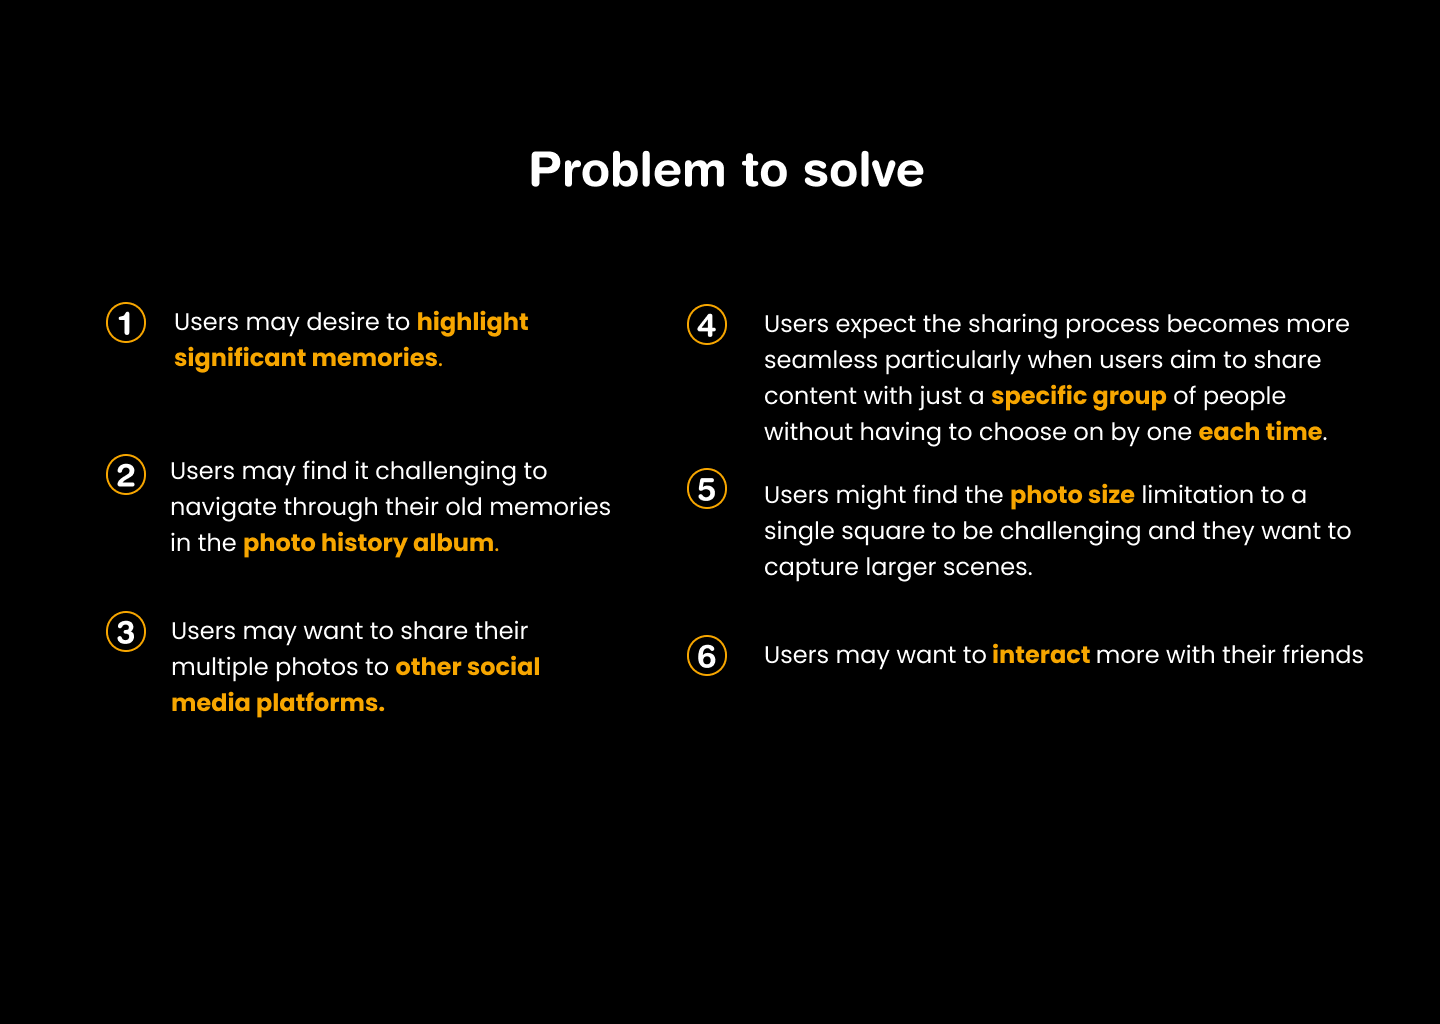 Problem to solve
1
Users may desire to highlight
significant memories.
2
Users may find it challenging to
navigate through their old memories
in the photo history album.
3
Users may want to share their
multiple photos to other social
media platforms.
4
Users expect the sharing process becomes more
seamless particularly when users aim to share
content with just a specific group of people
without having to choose on by one each time.
5
Users might find the photo size limitation to a
single square to be challenging and they want to
capture larger scenes.
6
Users may want to interact more with their friends